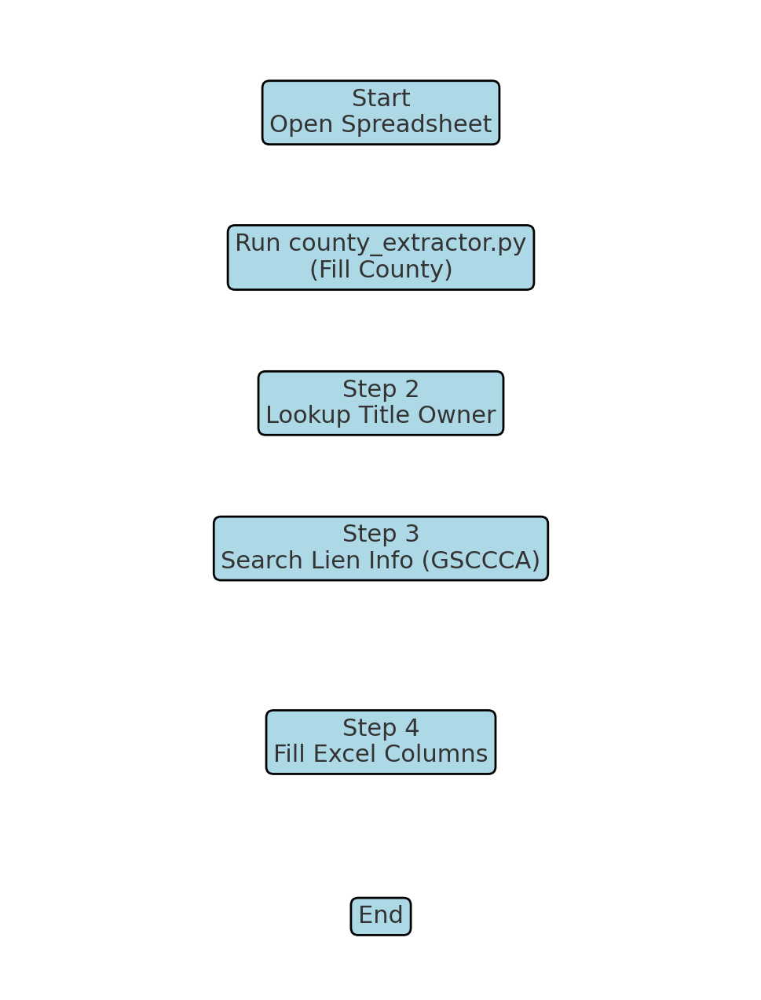 Start
Open Spreadsheet
Run county_extractor.py
(Fill County)
Step 2
Lookup Title Owner
Step 3
Search Lien Info (GSCCCA)
Step 4
Fill Excel Columns
End